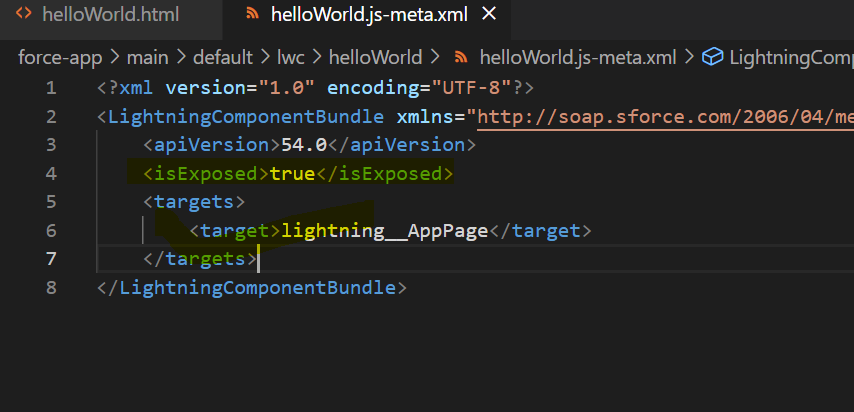 <> helloWorld.html helloWorld.js-meta.xml ×
force-app > main > default > lwc > helloWorld > helloWorld.js-meta.xml > LightningComp
1 <?xml version="1.0" encoding="UTF-8"?>
2 <LightningComponentBundle xmlns="http://soap.sforce.com/2006/04/me
3 <apiVersion>54.0</apiVersion>
4 <isExposed>true</isExposed>
5 <targets>
6 <target>lightning__AppPage</target>
7 </targets>
8 </LightningComponentBundle>